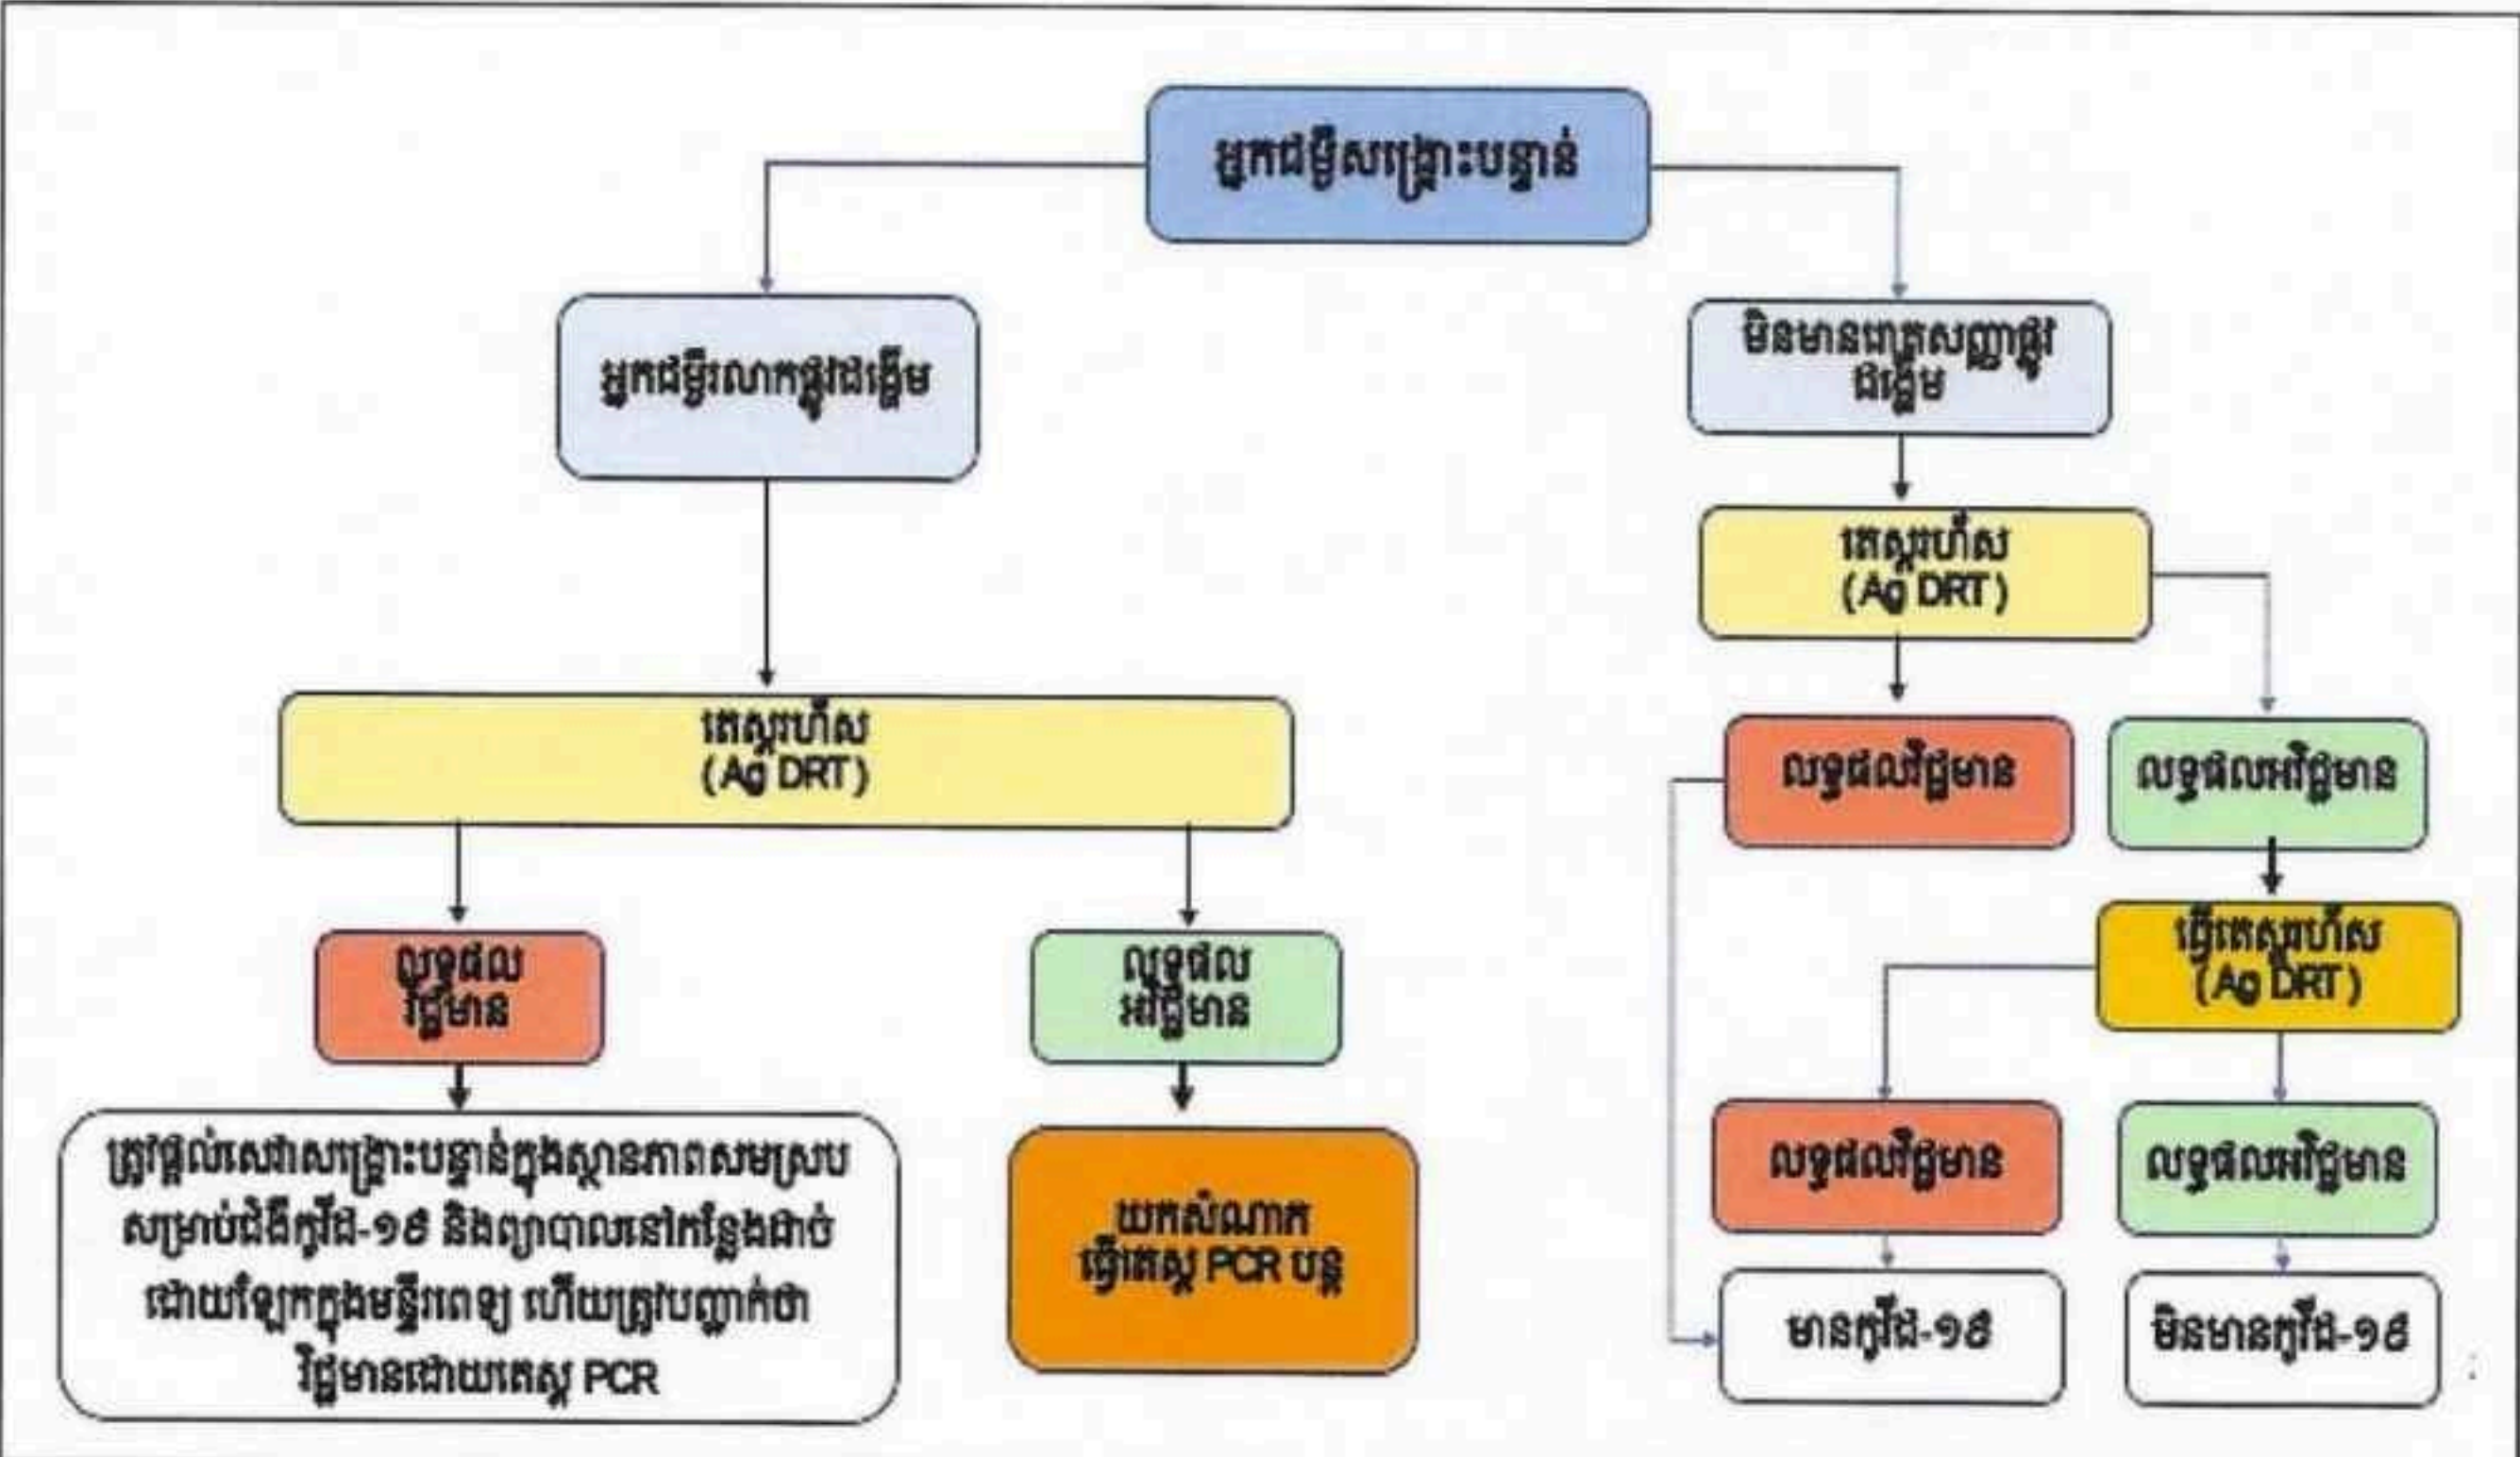 អ្នកជម្ងឺសង្គ្រោះបន្ទាន់
អ្នកជម្ងឺរលាកផ្លូវដង្ហើម
មិនមានរោគសញ្ញាផ្លូវ
ដង្ហើម
តេស្តរហ័ស
(Ag DRT)
តេស្តរហ័ស
(Ag DRT)
លទ្ធផលវិជ្ជមាន
លទ្ធផលអវិជ្ជមាន
លទ្ធផល
វិជ្ជមាន
លទ្ធផល
អវិជ្ជមាន
ធ្វើតេស្តរហ័ស
(Ag DRT)
ត្រូវផ្តល់សេវាសង្គ្រោះបន្ទាន់ក្នុងស្ថានភាពសមស្រប
សម្រាប់ជំងឺកូវីដ-១៩ និងព្យាបាលនៅកន្លែងដាច់
ដោយឡែកក្នុងមន្ទីរពេទ្យ ហើយត្រូវបញ្ជាក់ថា
វិជ្ជមានដោយតេស្ត PCR
យកសំណាក
ធ្វើតេស្ត PCR បន្ត
លទ្ធផលវិជ្ជមាន
លទ្ធផលអវិជ្ជមាន
មានកូវីដ-១៩
មិនមានកូវីដ-១៩